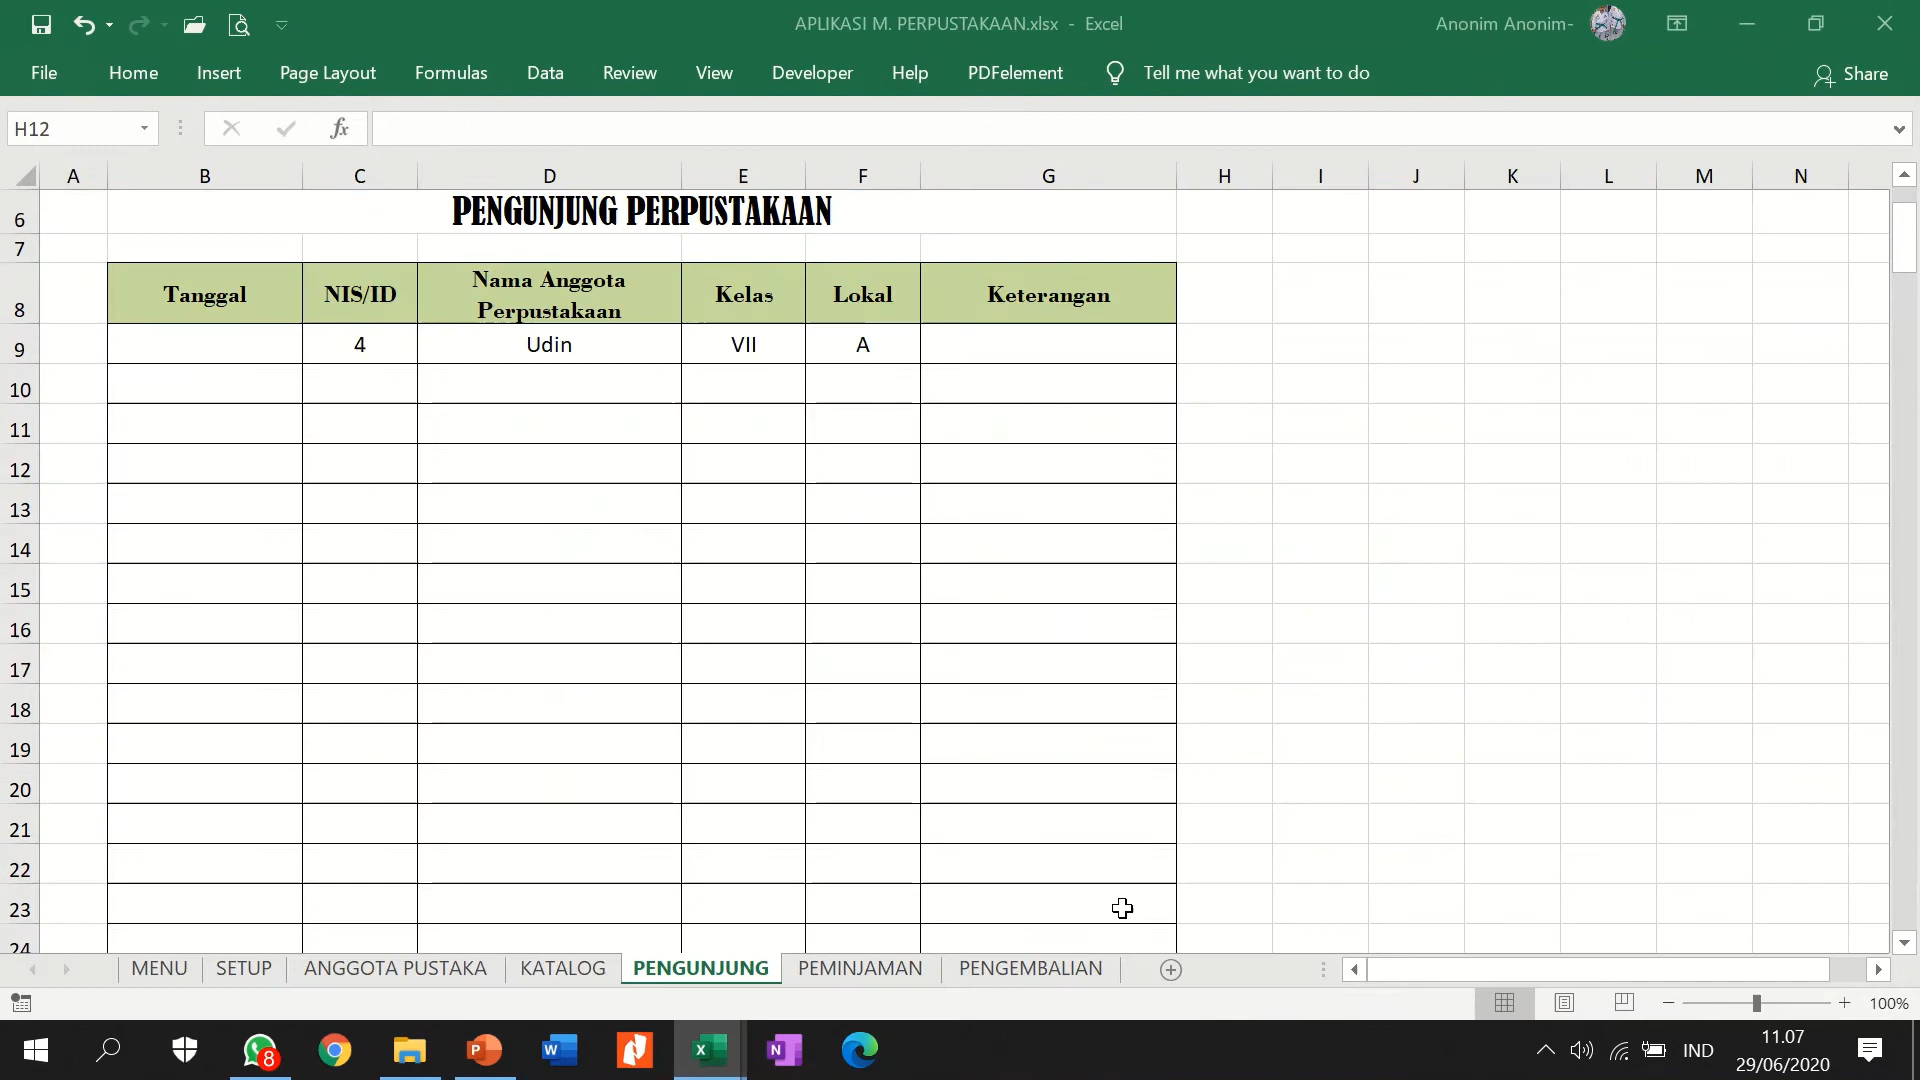 APLIKASI M. PERPUSTAKAAN.xlsx - Excel
Anonim Anonim-
File Home Insert Page Layout Formulas Data Review View Developer Help PDFelement Tell me what you want to do Share
H12 fx
A B C D E F G H I J K L M N
6 PENGUNJUNG PERPUSTAKAAN
7
8 Tanggal NIS/ID Nama Anggota Perpustakaan Kelas Lokal Keterangan
9 4 Udin VII A
10
11
12
13
14
15
16
17
18
19
20
21
22
23
24
MENU SETUP ANGGOTA PUSTAKA KATALOG PENGUNJUNG PEMINJAMAN PENGEMBALIAN
100%
8 P W X N IND 11.07
29/06/2020